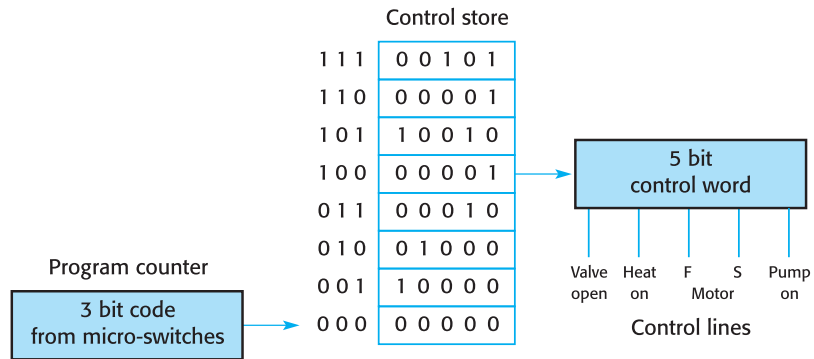 Control store
1 1 1 0 0 1 0 1
1 1 0 0 0 0 0 1
1 0 1 1 0 0 1 0
1 0 0 0 0 0 0 1
0 1 1 0 0 0 1 0
0 1 0 0 1 0 0 0
0 0 1 1 0 0 0 0
0 0 0 0 0 0 0 0
Program counter
3 bit code
from micro-switches
5 bit
control word
Valve open
Heat on
F S
Motor
Pump on
Control lines